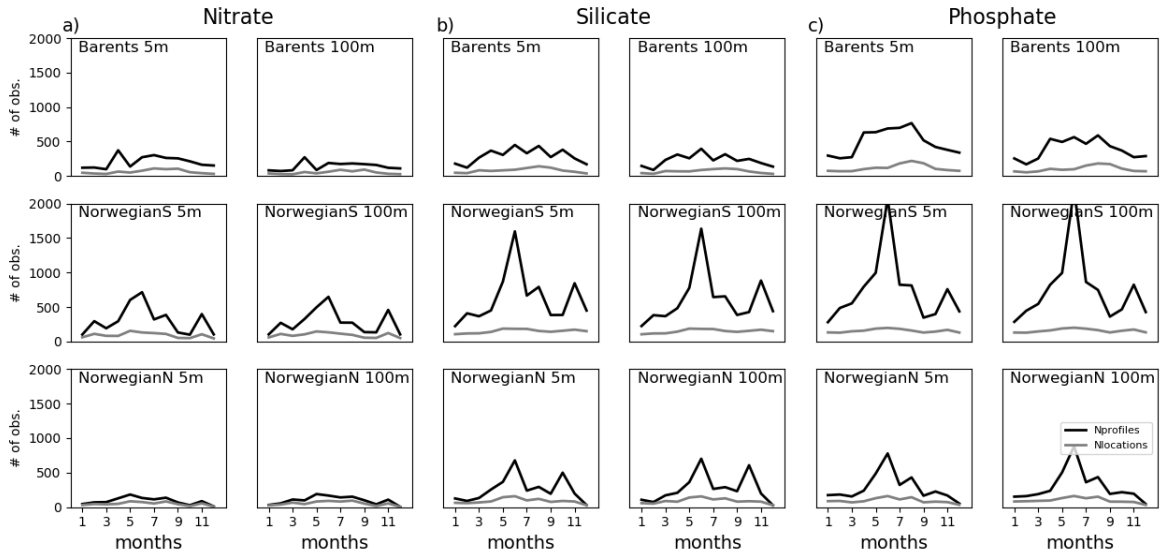 a) Nitrate b) Silicate c) Phosphate
2000 Barents 5m Barents 100m Barents 5m Barents 100m Barents 5m Barents 100m
1500
1000
500
0
# of obs.
2000 NorwegianS 5m NorwegianS 100m NorwegianS 5m NorwegianS 100m NorwegianS 5m NorwegianS 100m
1500
1000
500
0
# of obs.
2000 NorwegianN 5m NorwegianN 100m NorwegianN 5m NorwegianN 100m NorwegianN 5m NorwegianN 100m
1500
1000
500
0
# of obs.
Nprofiles
Nlocations
1 3 5 7 9 11 1 3 5 7 9 11 1 3 5 7 9 11 1 3 5 7 9 11 1 3 5 7 9 11 1 3 5 7 9 11
months months months months months months